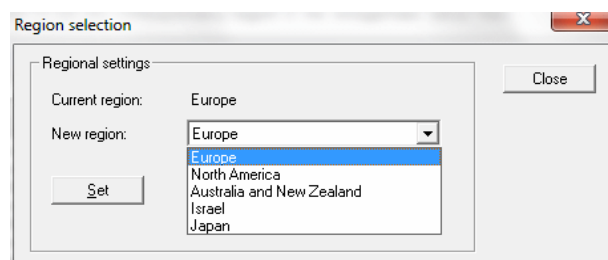 Region selection
Regional settings
Close
Current region: Europe
New region: Europe
Europe
North America
Australia and New Zealand
Israel
Japan
Set